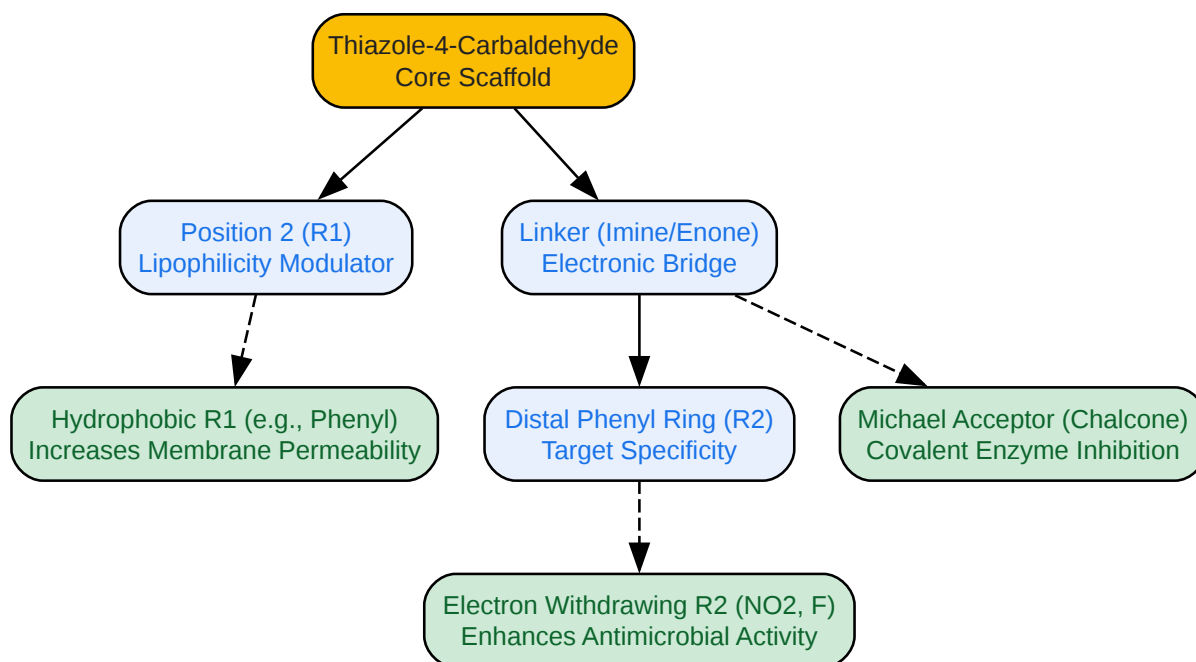 Thiazole-4-Carbaldehyde
Core Scaffold
Position 2 (R1)
Lipophilicity Modulator
Linker (Imine/Enone)
Electronic Bridge
Hydrophobic R1 (e.g., Phenyl)
Increases Membrane Permeability
Distal Phenyl Ring (R2)
Target Specificity
Michael Acceptor (Chalcone)
Covalent Enzyme Inhibition
Electron Withdrawing R2 (NO2, F)
Enhances Antimicrobial Activity